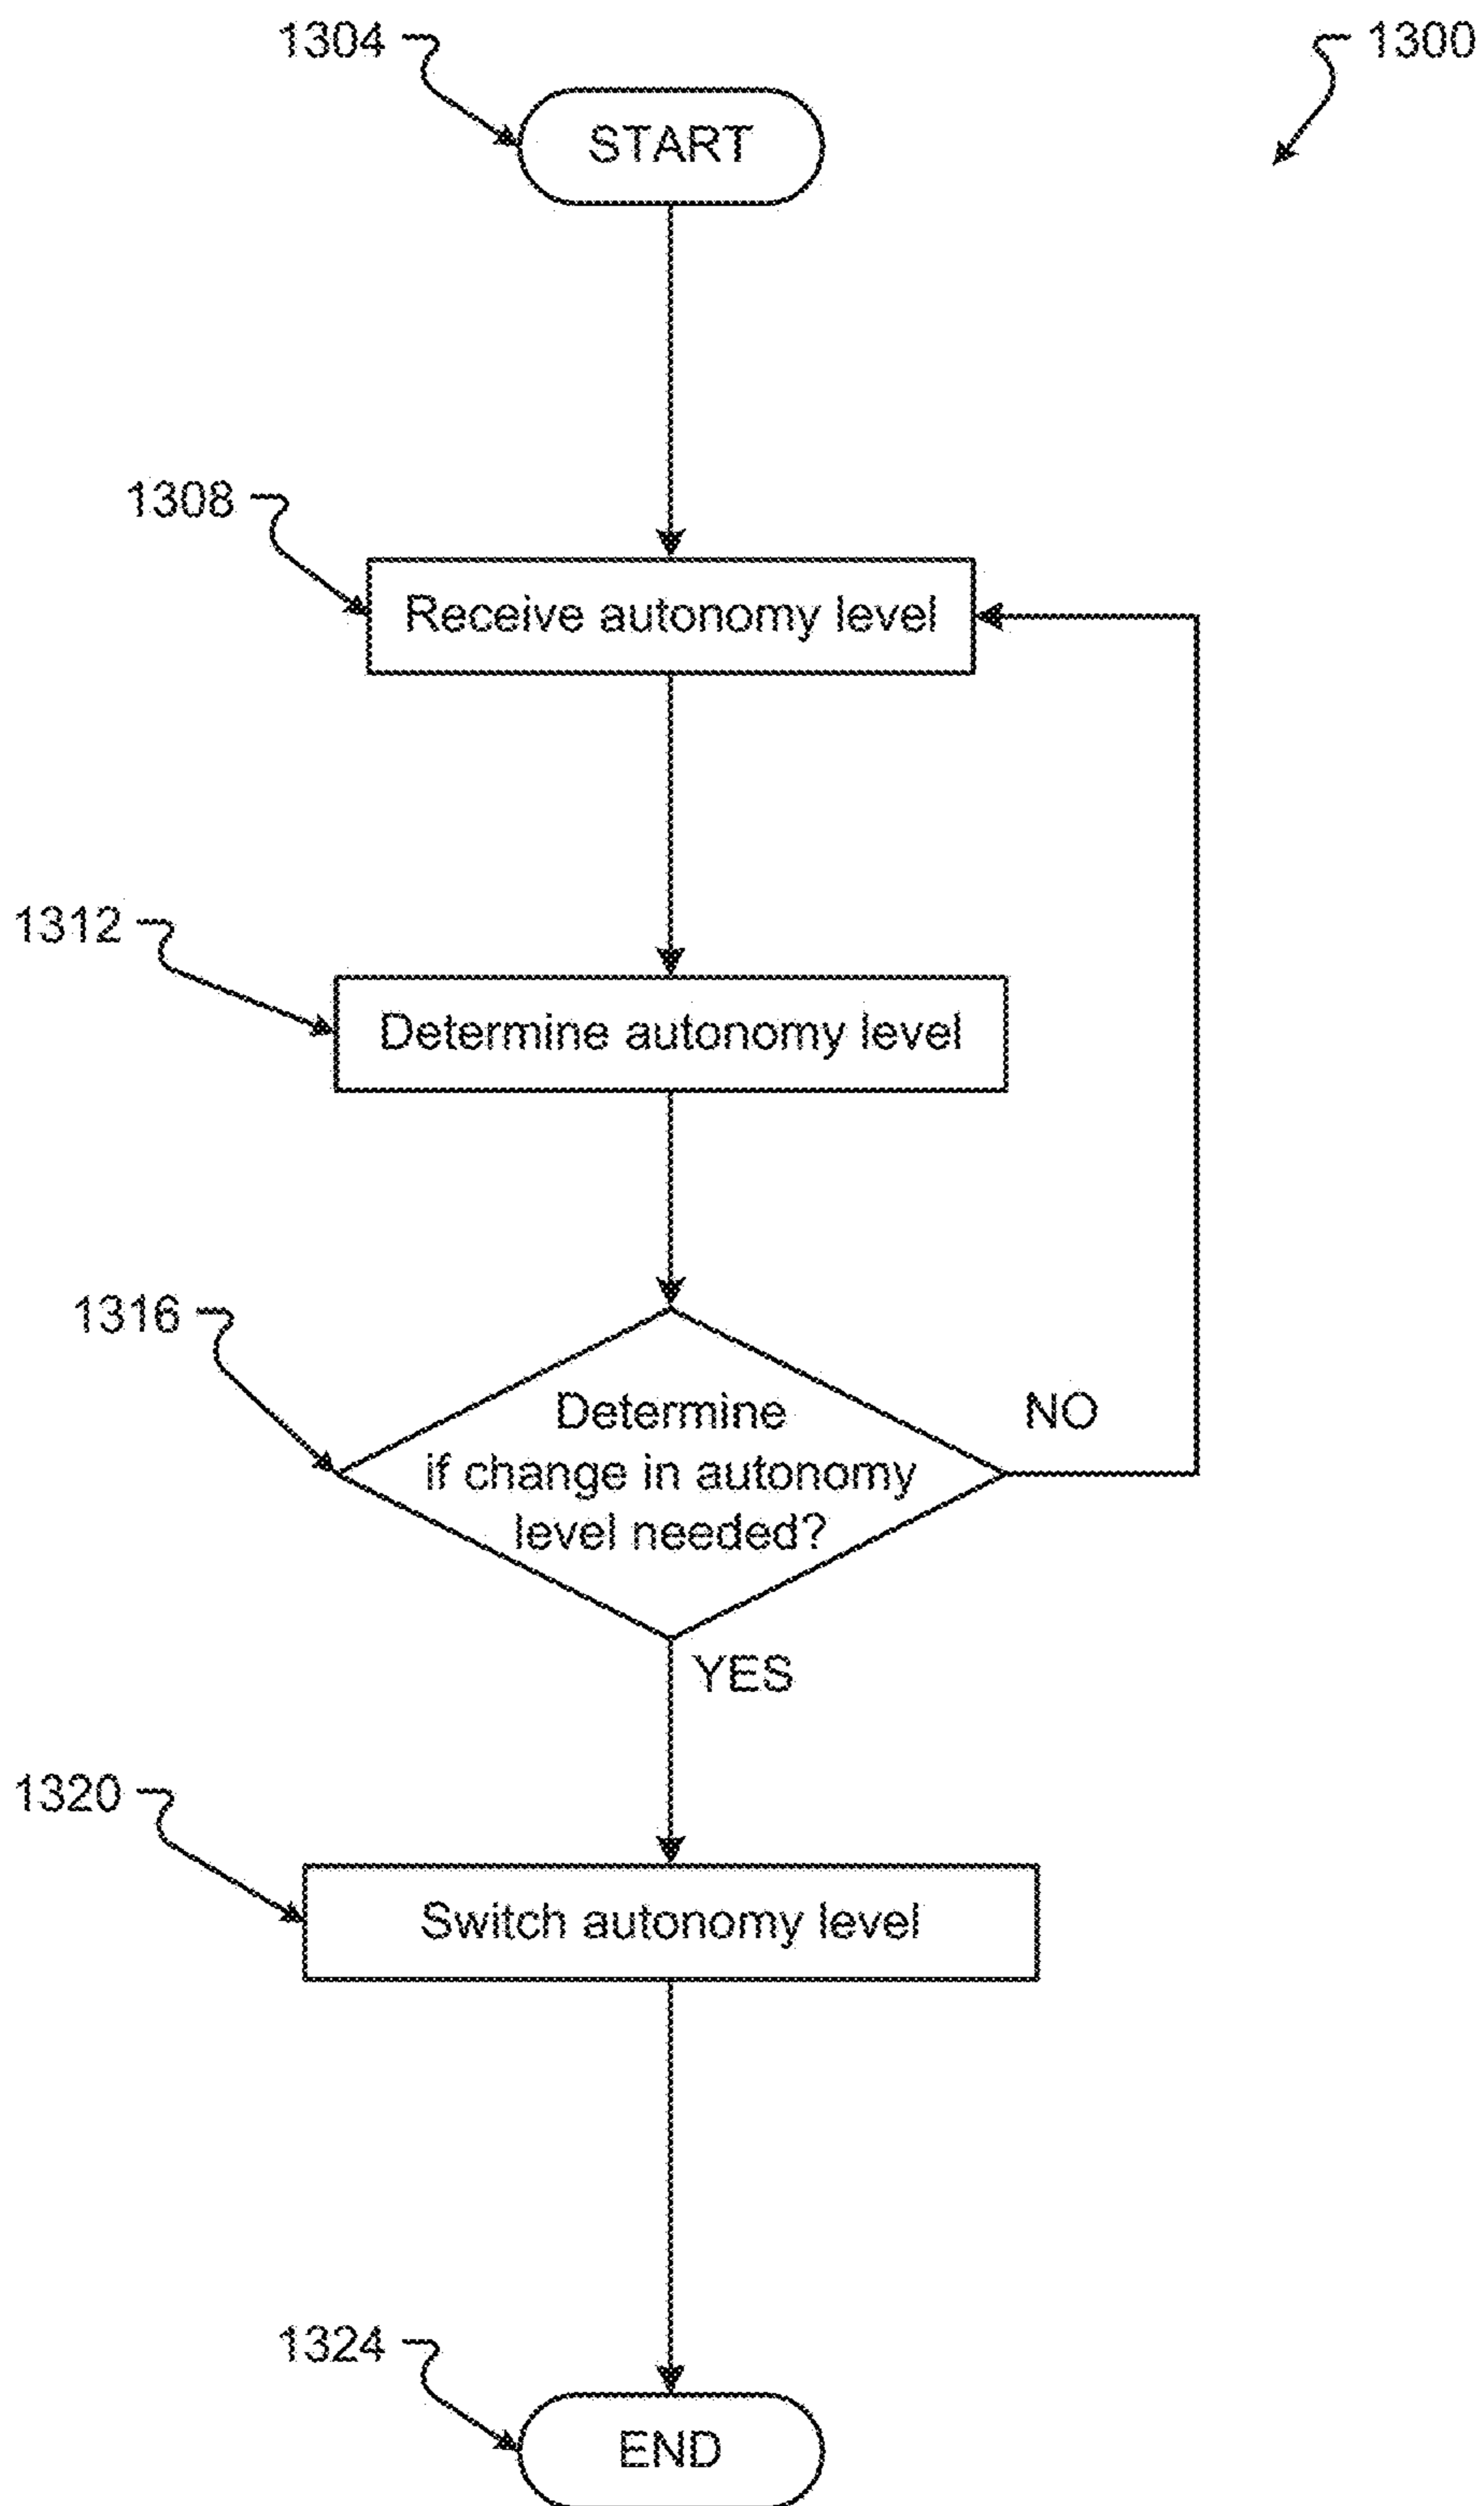 1304
1300
START
1308
Receive autonomy level
1312
Determine autonomy level
1316
Determine
if change in autonomy
level needed?
NO
YES
1320
Switch autonomy level
1324
END